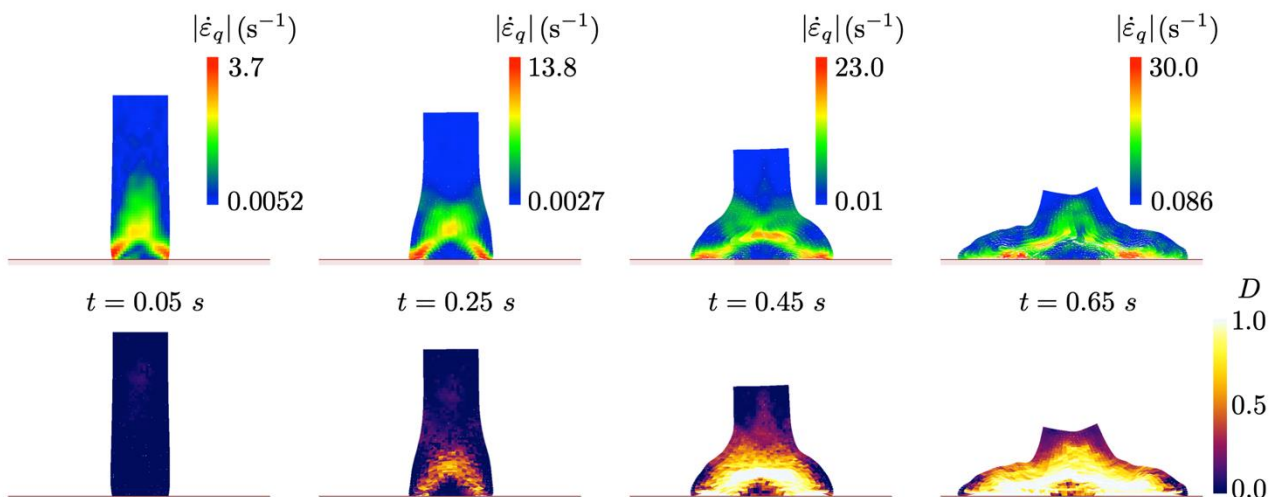 |ε̇_q| (s⁻¹) |ε̇_q| (s⁻¹) |ε̇_q| (s⁻¹) |ε̇_q| (s⁻¹)
3.7 13.8 23.0 30.0
0.0052 0.0027 0.01 0.086
t = 0.05 s t = 0.25 s t = 0.45 s t = 0.65 s
D
1.0
0.5
0.0